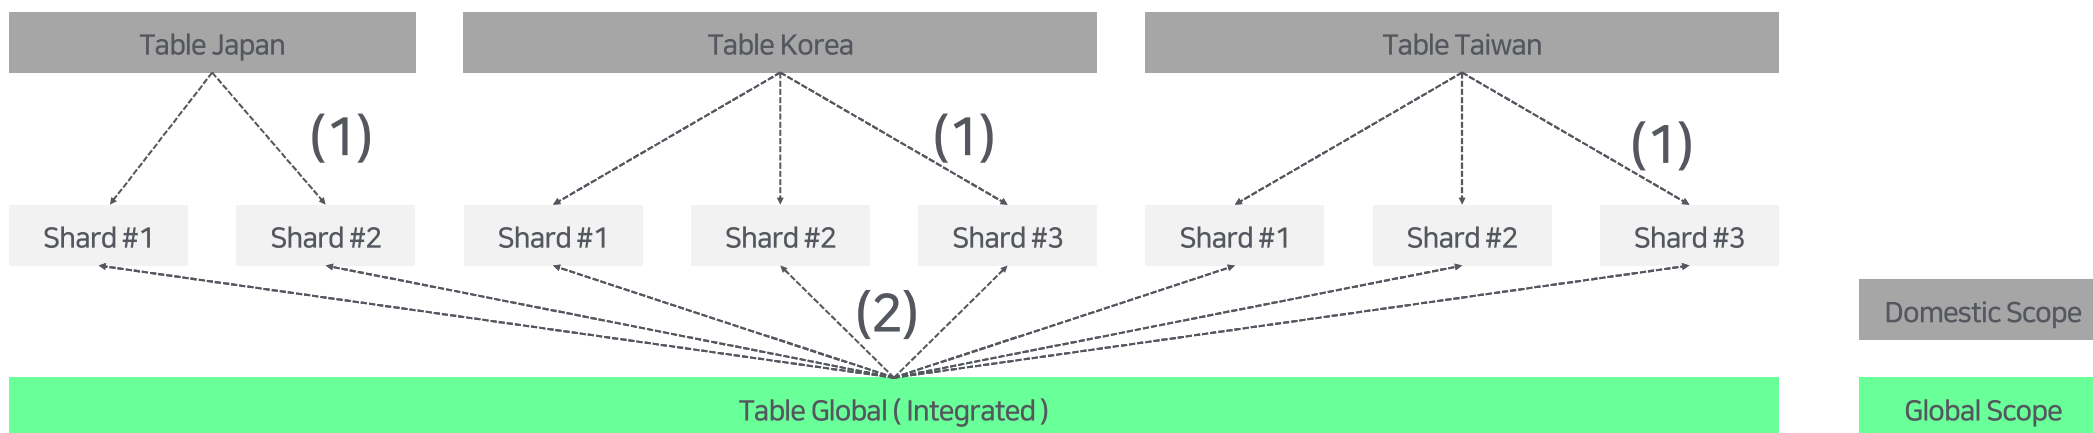 Table Japan
Table Korea
Table Taiwan
(1)
(1)
(1)
Shard #1
Shard #2
Shard #1
Shard #2
Shard #3
Shard #1
Shard #2
Shard #3
(2)
Domestic Scope
Table Global ( Integrated )
Global Scope